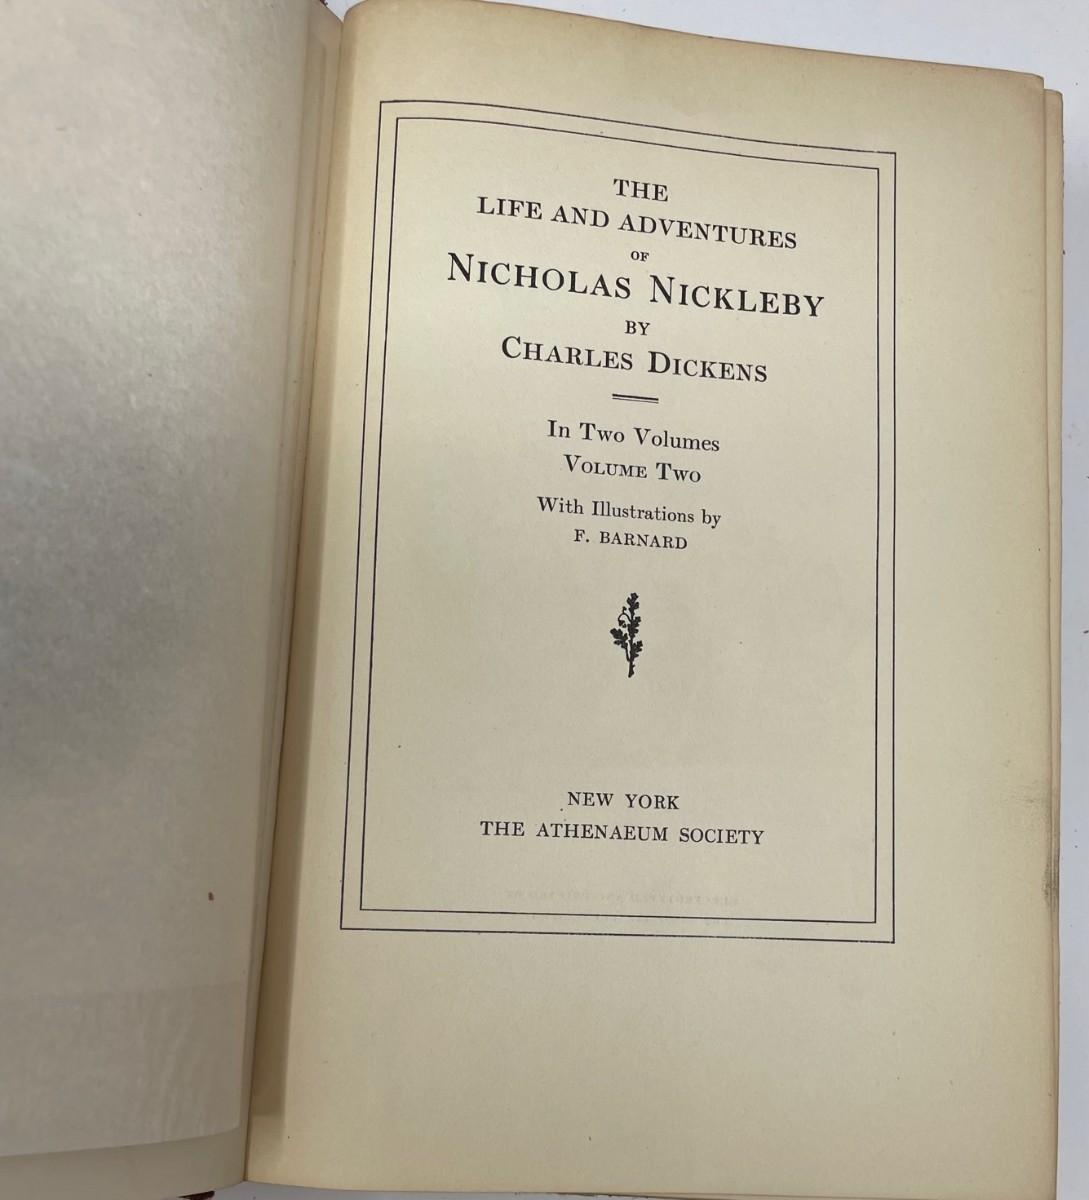 THE
LIFE AND ADVENTURES
OF
NICHOLAS NICKLEBY
BY
CHARLES DICKENS
In Two Volumes
VOLUME TWO
With Illustrations by
F. BARNARD
NEW YORK
THE ATHENAEUM SOCIETY